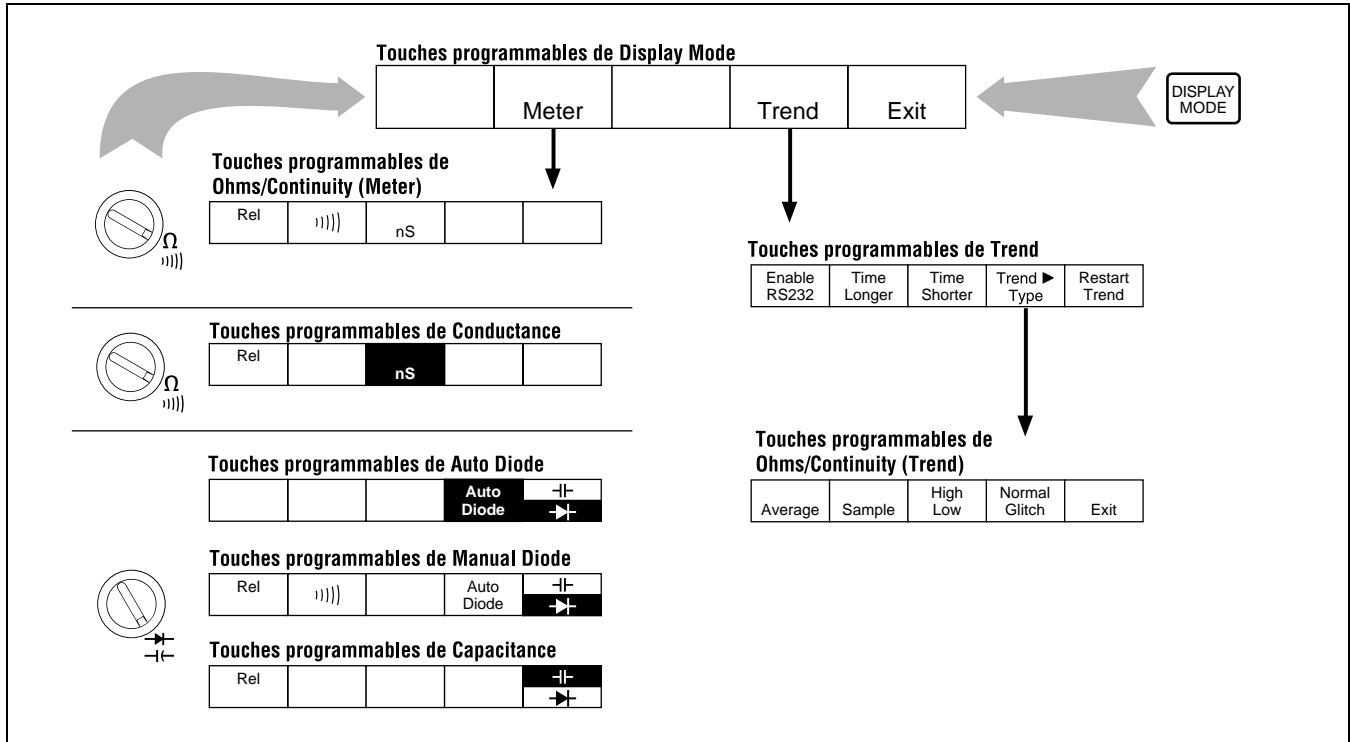 Touches programmables de Display Mode
Meter Trend Exit
DISPLAY
MODE
Touches programmables de
Ohms/Continuity (Meter)
Rel nS
Ω
Touches programmables de Trend
Enable
RS232
Time
Longer
Time
Shorter
Trend ►
Type
Restart
Trend
Touches programmables de Conductance
Rel nS
Ω
Touches programmables de
Ohms/Continuity (Trend)
Average
Sample
High
Low
Normal
Glitch
Exit
Touches programmables de Auto Diode
Auto
Diode
Touches programmables de Manual Diode
Rel
Auto
Diode
Touches programmables de Capacitance
Rel